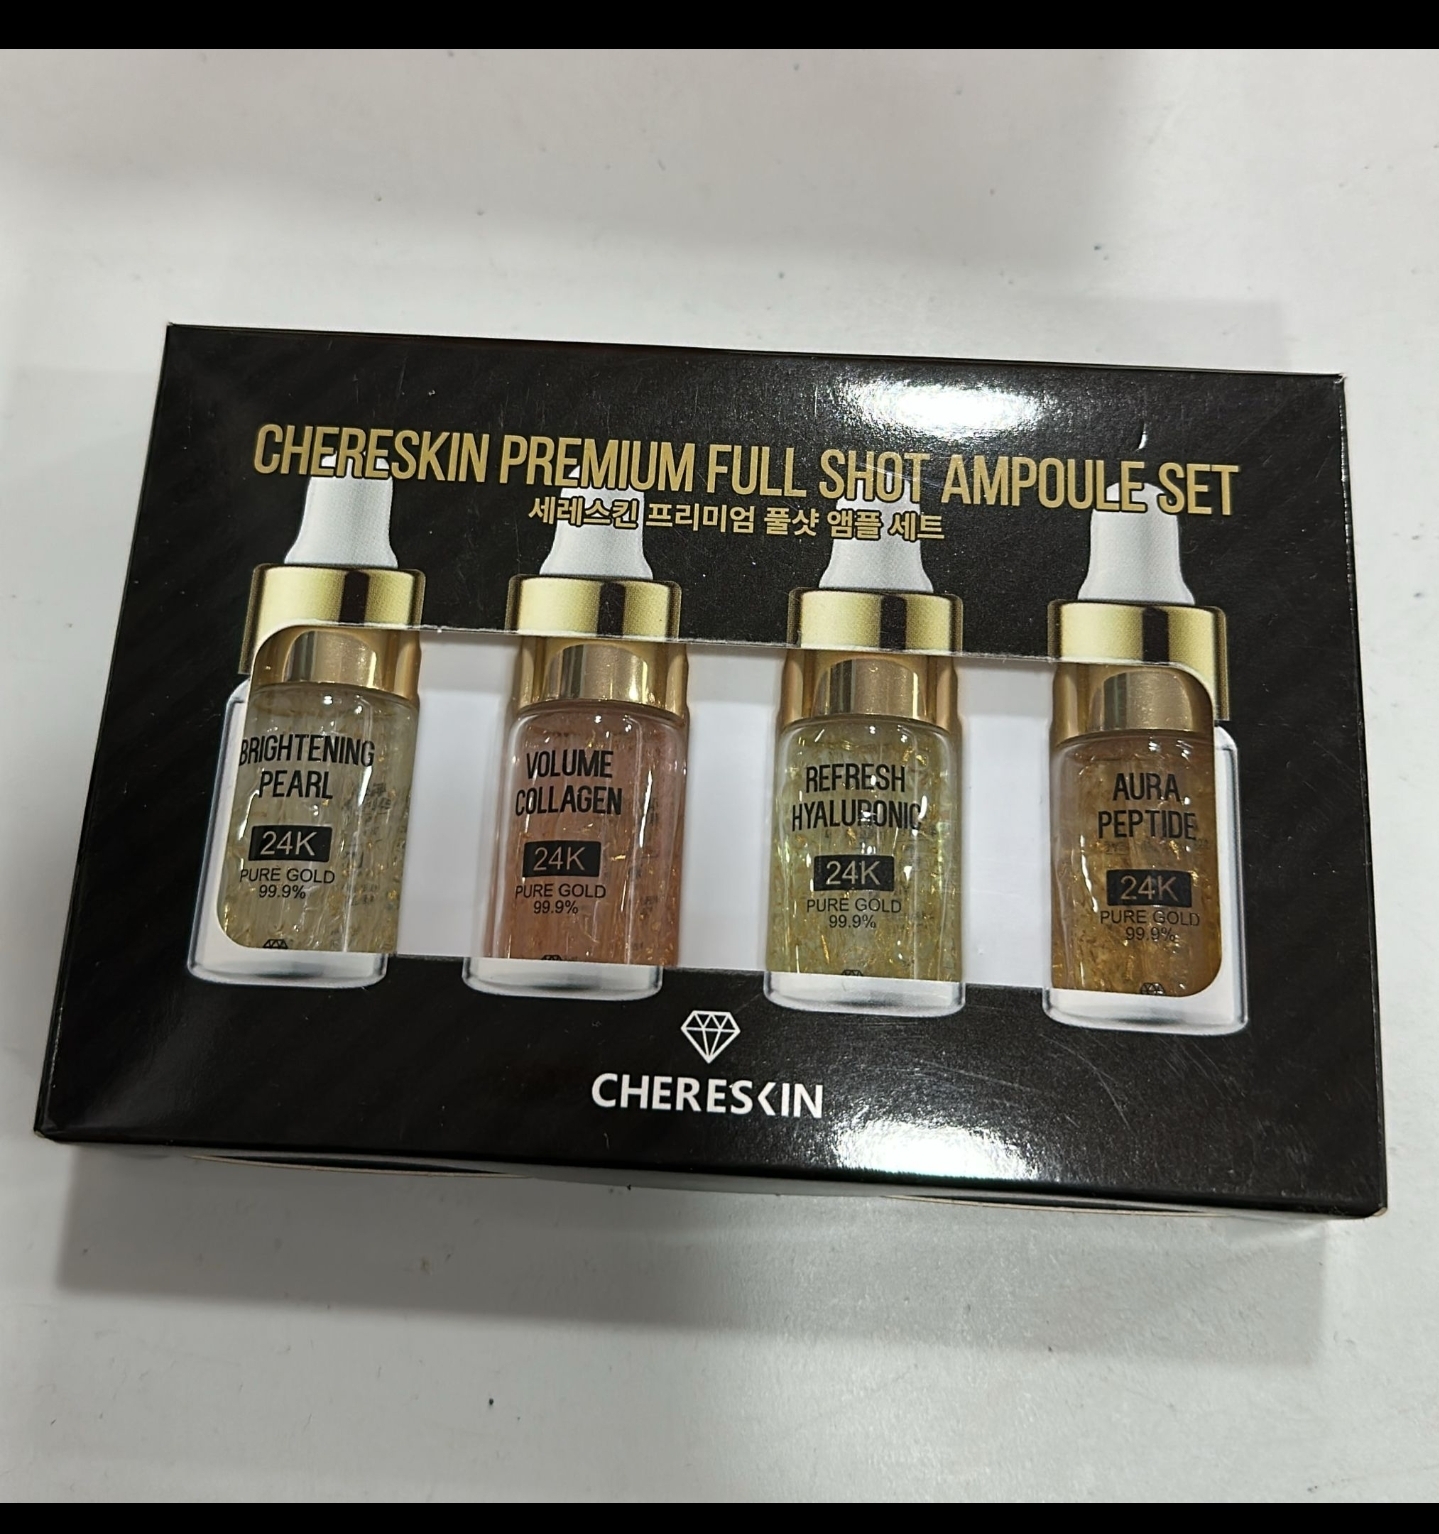 CHERESKIN PREMIUM FULL SHOT AMPOULE SET
세레스킨 프리미엄 풀샷 앰플 세트
BRIGHTENING
PEARL
24K
PURE GOLD
99.9%
VOLUME
COLLAGEN
24K
PURE GOLD
99.9%
REFRESH
HYALURONIC
24K
PURE GOLD
99.9%
AURA
PEPTIDE
24K
PURE GOLD
99.9%
CHERESKIN